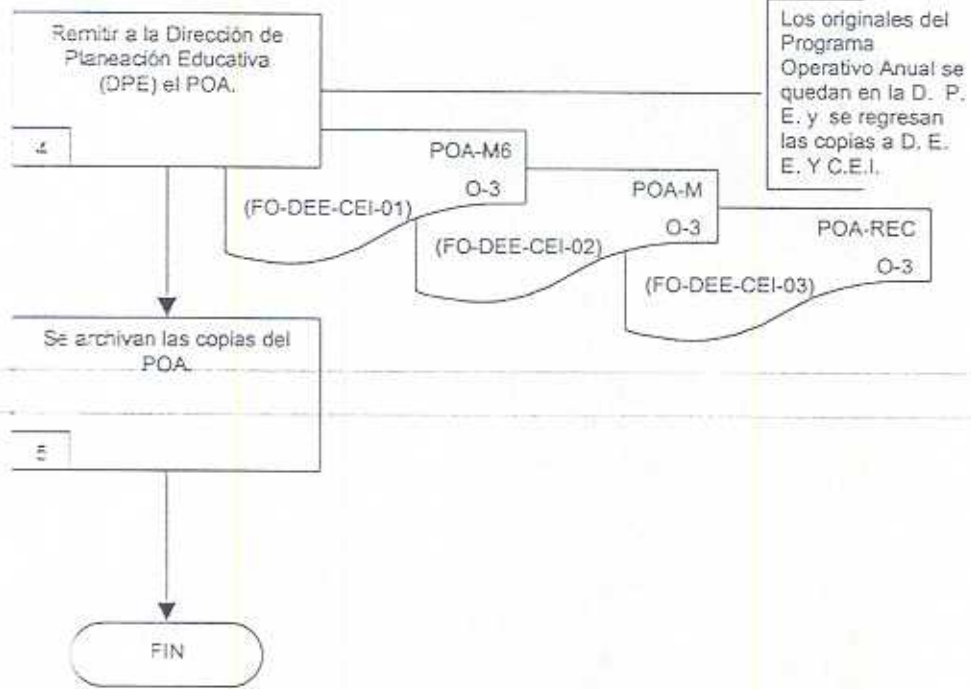 Remitir a la Dirección de
Planeación Educativa
(DPE) el POA.
4
Los originales del
Programa
Operativo Anual se
quedan en la D. P.
E. y se regresan
las copias a D. E.
E. Y C.E.I.
POA-M6
O-3
(FO-DEE-CEI-01)
POA-M
O-3
(FO-DEE-CEI-02)
POA-REC
O-3
(FO-DEE-CEI-03)
Se archivan las copias del
POA.
5
FIN